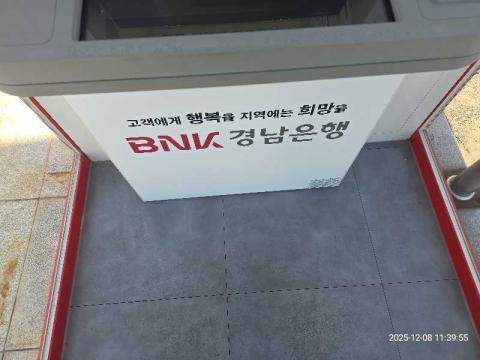 고객에게 행복을 지역에는 희망을
BNK 경남은행
2025-12-08 11:39:55